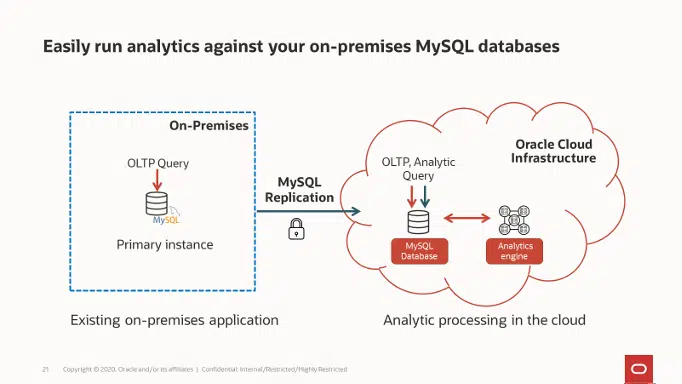 Easily run analytics against your on-premises MySQL databases
On-Premises
OLTP Query
MySQL
Primary instance
Existing on-premises application
MySQL
Replication
Oracle Cloud
Infrastructure
OLTP, Analytic
Query
MySQL
Database
Analytics
engine
Analytic processing in the cloud
21 Copyright © 2020, Oracle and/or its affiliates | Confidential: Internal/Restricted/Highly Restricted